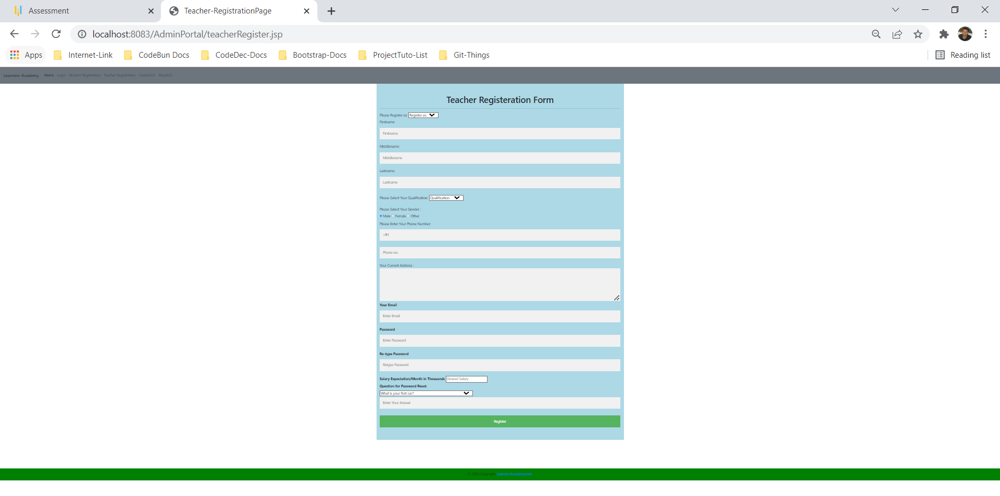 Assessment
Teacher-RegistrationPage
localhost:8083/AdminPortal/teacherRegister.jsp
Apps Internet-Link CodeBun Docs CodeDec-Docs Bootstrap-Docs ProjectTuto-List Git-Things Reading list
Learners-Academy Home Login Student-Registration Teacher-Registration ContactUS AboutUS
Teacher Registeration Form
Please Register as: Register as:
Firstname
Firstname
Middlename:
Middlename
Lastname:
Lastname
Please Select Your Qualification: Qualification
Please Select Your Gender :
Male Female Other
Please Enter Your Phone Number:
+91
Phone no.
Your Current Address :
Your Email
Enter Email
Password
Enter Password
Re-type Password
Retype Password
Salary Expectation/Month in Thousands Desired Salary
Question for Password Reset:
What is your first car?
Enter Your Answer
Register
© 2022 Copyright: LearnersAcademy.com